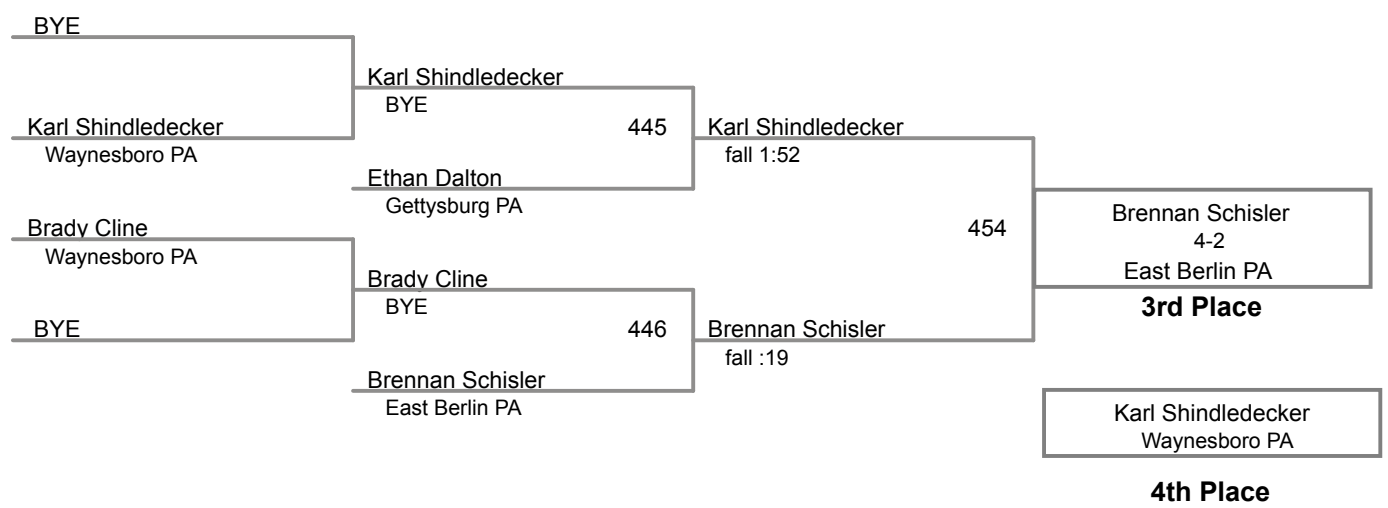 BYE
Karl Shindledecker
BYE
Karl Shindledecker
Waynesboro PA
445
Karl Shindledecker
fall 1:52
Ethan Dalton
Gettysburg PA
Brady Cline
Waynesboro PA
454
Brennan Schisler
4-2
East Berlin PA
3rd Place
Brady Cline
BYE
BYE
446
Brennan Schisler
fall :19
Brennan Schisler
East Berlin PA
Karl Shindledecker
Waynesboro PA
4th Place